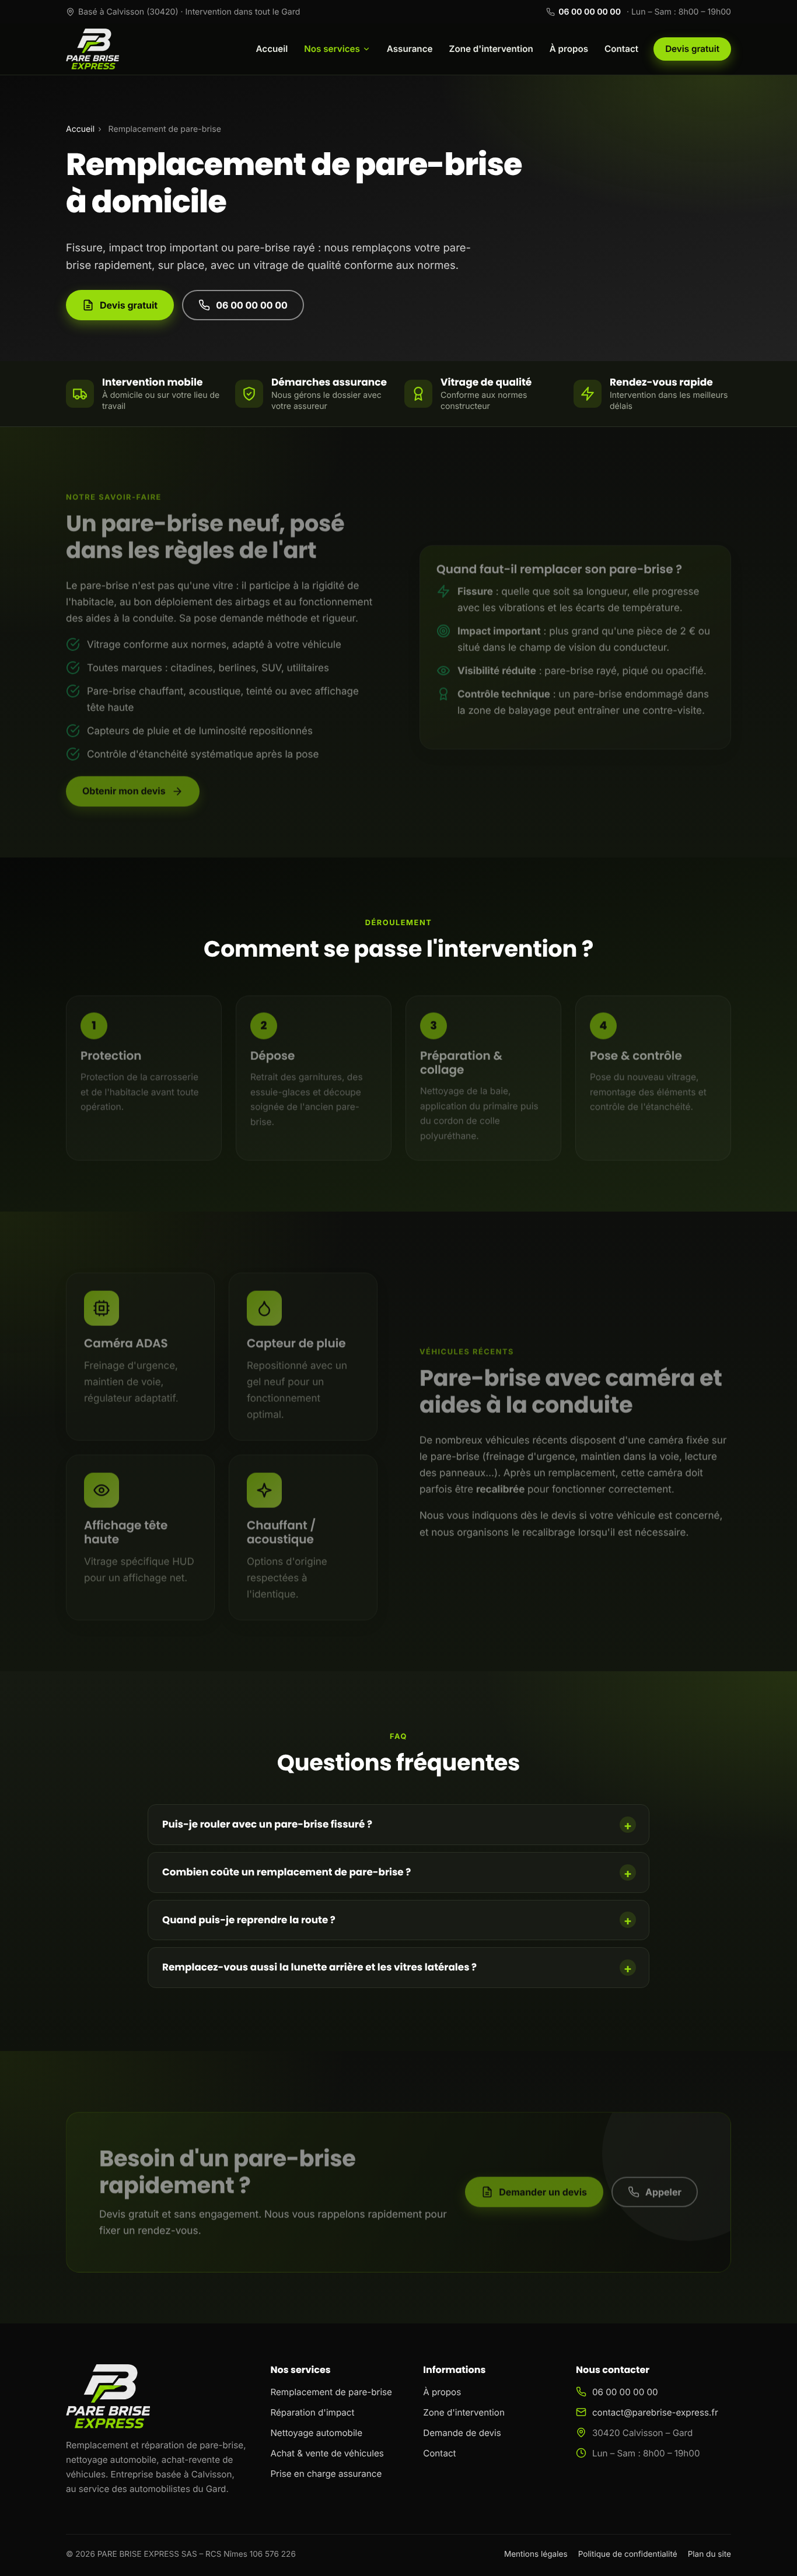 Basé à Calvisson (30420) · Intervention dans tout le Gard
06 00 00 00 00 · Lun – Sam : 8h00 – 19h00
PARE BRISE
EXPRESS
Accueil
Nos services
Assurance
Zone d'intervention
À propos
Contact
Devis gratuit
Accueil › Remplacement de pare-brise
Remplacement de pare-brise
à domicile
Fissure, impact trop important ou pare-brise rayé : nous remplaçons votre pare-
brise rapidement, sur place, avec un vitrage de qualité conforme aux normes.
Devis gratuit
06 00 00 00 00
Intervention mobile
À domicile ou sur votre lieu de
travail
Démarches assurance
Nous gérons le dossier avec
votre assureur
Vitrage de qualité
Conforme aux normes
constructeur
Rendez-vous rapide
Intervention dans les meilleurs
délais
NOTRE SAVOIR-FAIRE
Un pare-brise neuf, posé
dans les règles de l'art
Le pare-brise n'est pas qu'une vitre : il participe à la rigidité de
l'habitacle, au bon déploiement des airbags et au fonctionnement
des aides à la conduite. Sa pose demande méthode et rigueur.
Vitrage conforme aux normes, adapté à votre véhicule
Toutes marques : citadines, berlines, SUV, utilitaires
Pare-brise chauffant, acoustique, teinté ou avec affichage
tête haute
Capteurs de pluie et de luminosité repositionnés
Contrôle d'étanchéité systématique après la pose
Obtenir mon devis
Quand faut-il remplacer son pare-brise ?
Fissure : quelle que soit sa longueur, elle progresse
avec les vibrations et les écarts de température.
Impact important : plus grand qu'une pièce de 2 € ou
situé dans le champ de vision du conducteur.
Visibilité réduite : pare-brise rayé, piqué ou opacifié.
Contrôle technique : un pare-brise endommagé dans
la zone de balayage peut entraîner une contre-visite.
DÉROULEMENT
Comment se passe l'intervention ?
1
Protection
Protection de la carrosserie
et de l'habitacle avant toute
opération.
2
Dépose
Retrait des garnitures, des
essuie-glaces et découpe
soignée de l'ancien pare-
brise.
3
Préparation &
collage
Nettoyage de la baie,
application du primaire puis
du cordon de colle
polyuréthane.
4
Pose & contrôle
Pose du nouveau vitrage,
remontage des éléments et
contrôle de l'étanchéité.
Caméra ADAS
Freinage d'urgence,
maintien de voie,
régulateur adaptatif.
Capteur de pluie
Repositionné avec un
gel neuf pour un
fonctionnement
optimal.
Affichage tête
haute
Vitrage spécifique HUD
pour un affichage net.
Chauffant /
acoustique
Options d'origine
respectées à
l'identique.
VÉHICULES RÉCENTS
Pare-brise avec caméra et
aides à la conduite
De nombreux véhicules récents disposent d'une caméra fixée sur
le pare-brise (freinage d'urgence, maintien dans la voie, lecture
des panneaux…). Après un remplacement, cette caméra doit
parfois être recalibrée pour fonctionner correctement.
Nous vous indiquons dès le devis si votre véhicule est concerné,
et nous organisons le recalibrage lorsqu'il est nécessaire.
FAQ
Questions fréquentes
Puis-je rouler avec un pare-brise fissuré ?
Combien coûte un remplacement de pare-brise ?
Quand puis-je reprendre la route ?
Remplacez-vous aussi la lunette arrière et les vitres latérales ?
Besoin d'un pare-brise
rapidement ?
Devis gratuit et sans engagement. Nous vous rappelons rapidement pour
fixer un rendez-vous.
Demander un devis
Appeler
PARE BRISE
EXPRESS
Remplacement et réparation de pare-brise,
nettoyage automobile, achat-revente de
véhicules. Entreprise basée à Calvisson,
au service des automobilistes du Gard.
Nos services
Remplacement de pare-brise
Réparation d'impact
Nettoyage automobile
Achat & vente de véhicules
Prise en charge assurance
Informations
À propos
Zone d'intervention
Demande de devis
Contact
Nous contacter
06 00 00 00 00
contact@parebrise-express.fr
30420 Calvisson – Gard
Lun – Sam : 8h00 – 19h00
© 2026 PARE BRISE EXPRESS SAS – RCS Nîmes 106 576 226
Mentions légales
Politique de confidentialité
Plan du site